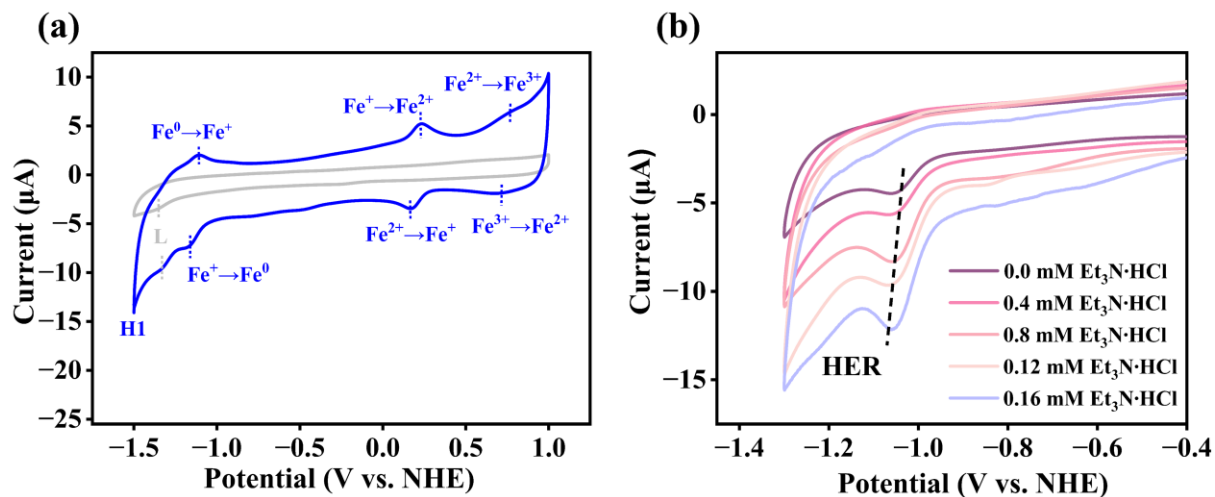 (a)
Current (μA)
10
5
0
−5
−10
−15
−20
−25
Fe²⁺→Fe³⁺
Fe⁺→Fe²⁺
Fe⁰→Fe⁺
L
Fe²⁺→Fe⁺
Fe³⁺→Fe²⁺
Fe⁺→Fe⁰
H1
−1.5
−1.0
−0.5
0.0
0.5
1.0
Potential (V vs. NHE)
(b)
Current (μA)
0
−5
−10
−15
HER
0.0 mM Et₃N·HCl
0.4 mM Et₃N·HCl
0.8 mM Et₃N·HCl
0.12 mM Et₃N·HCl
0.16 mM Et₃N·HCl
−1.4
−1.2
−1.0
−0.8
−0.6
−0.4
Potential (V vs. NHE)